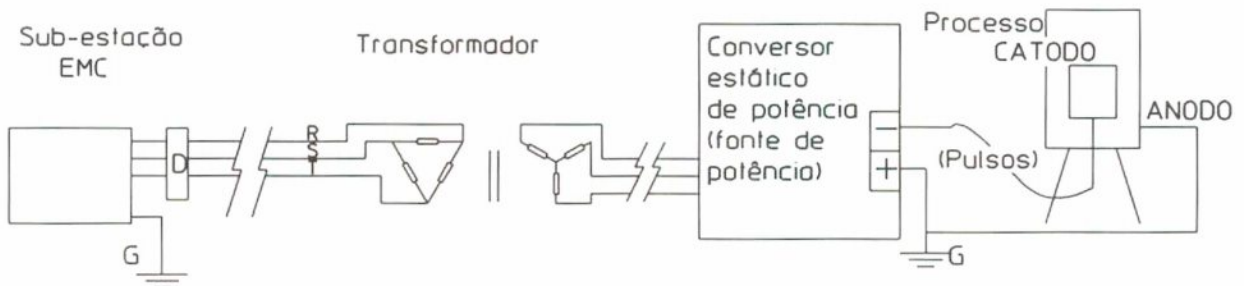 Sub-estação
EMC
Transformador
Conversor
estático
de potência
(fonte de
potência)
Processo
CATODO
ANODO
D
R
S
T
−
+
(Pulsos)
G
G